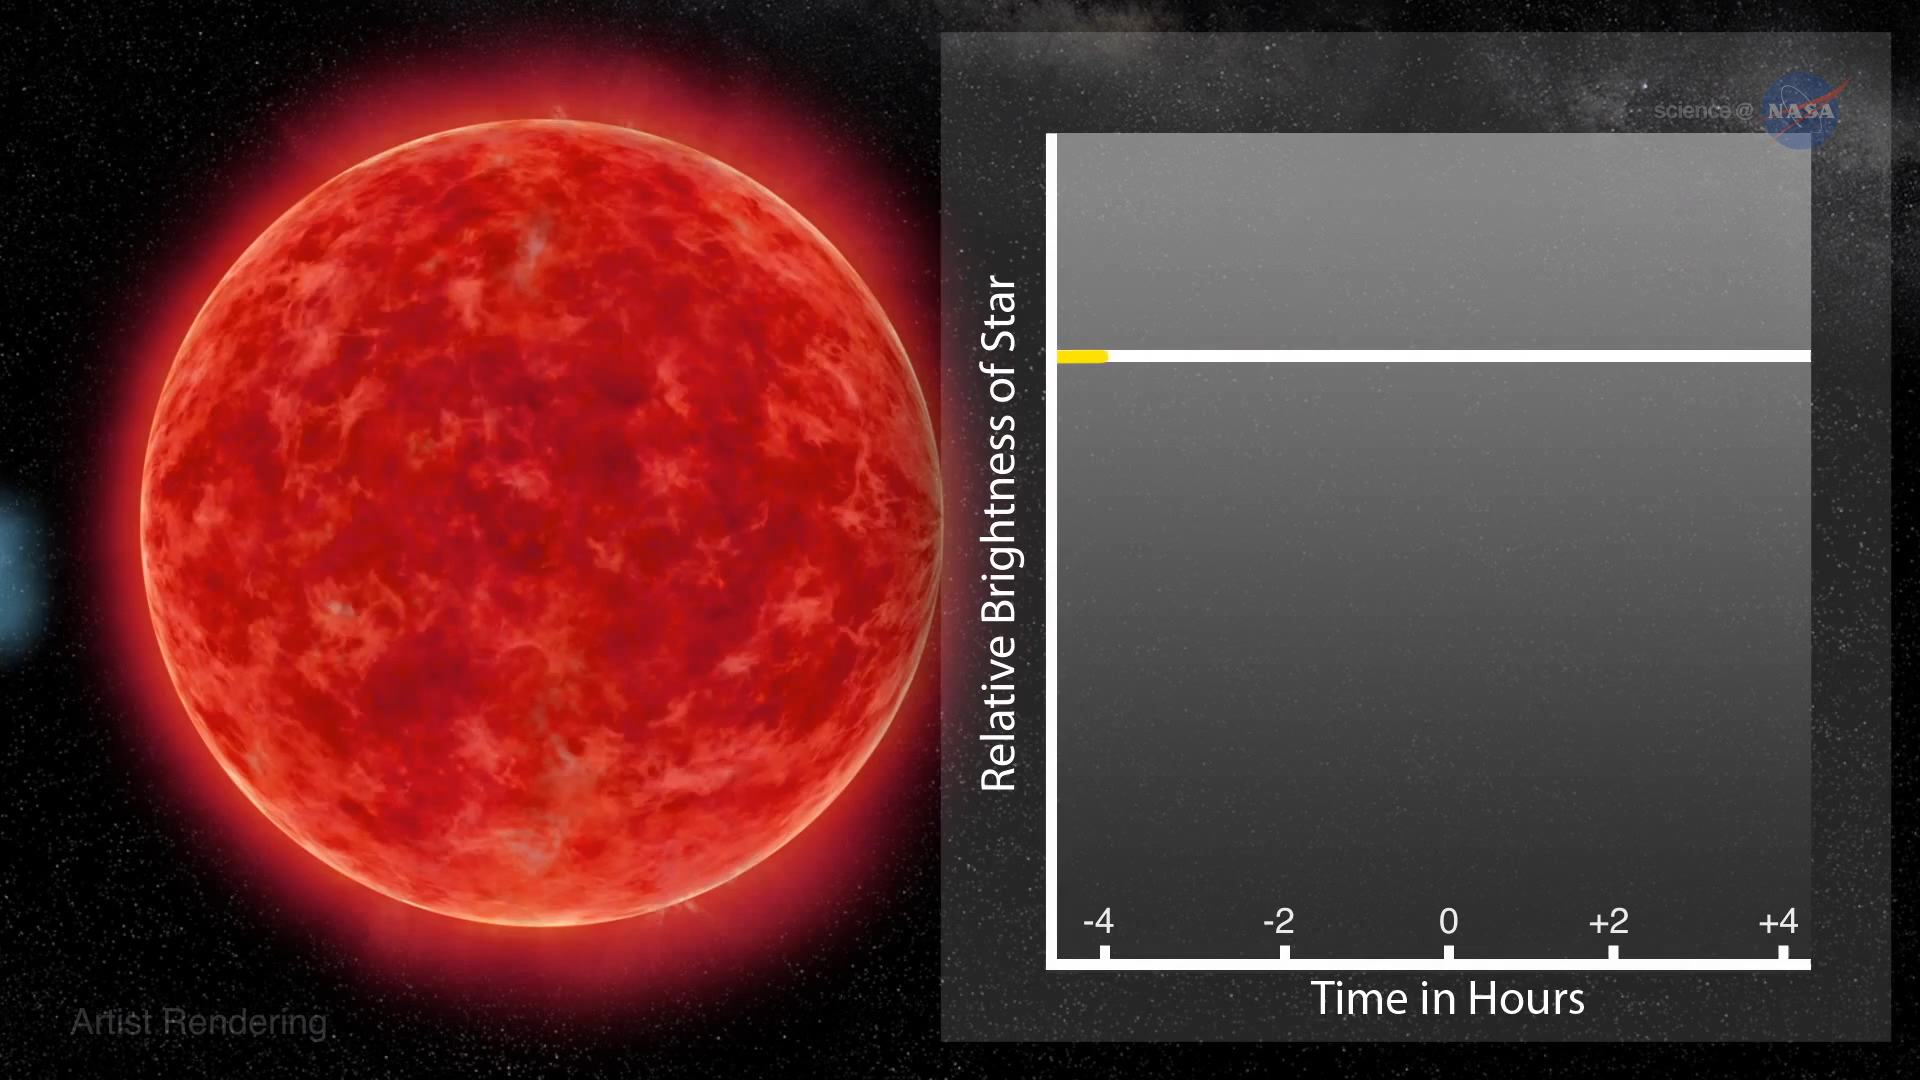 science @ NASA
Relative Brightness of Star
-4 -2 0 +2 +4
Time in Hours
Artist Rendering